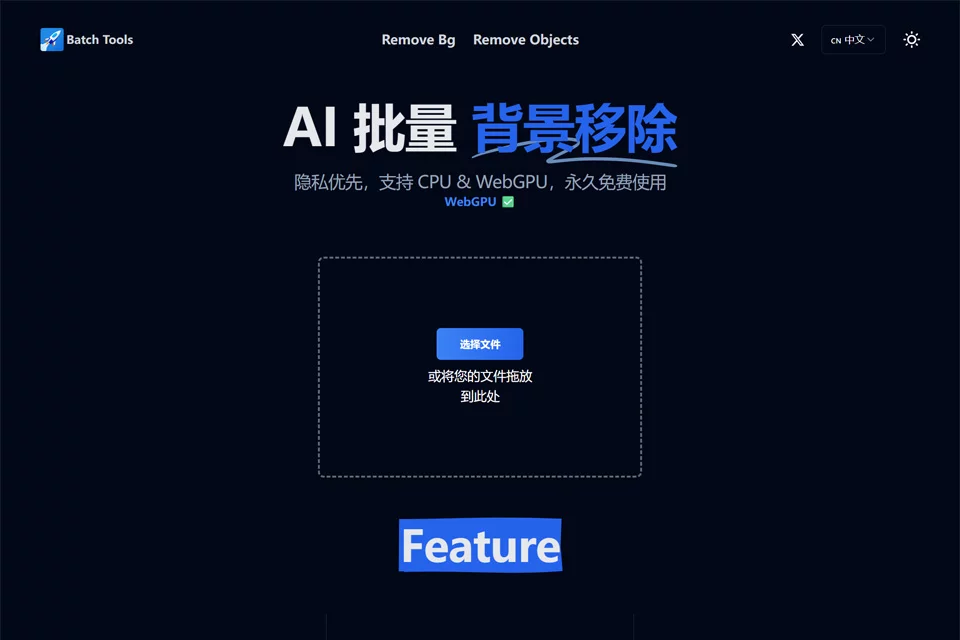 Batch Tools
Remove Bg
Remove Objects
CN 中文
AI 批量 背景移除
隐私优先，支持 CPU & WebGPU，永久免费使用
WebGPU ✅
选择文件
或将您的文件拖放
到此处
Feature